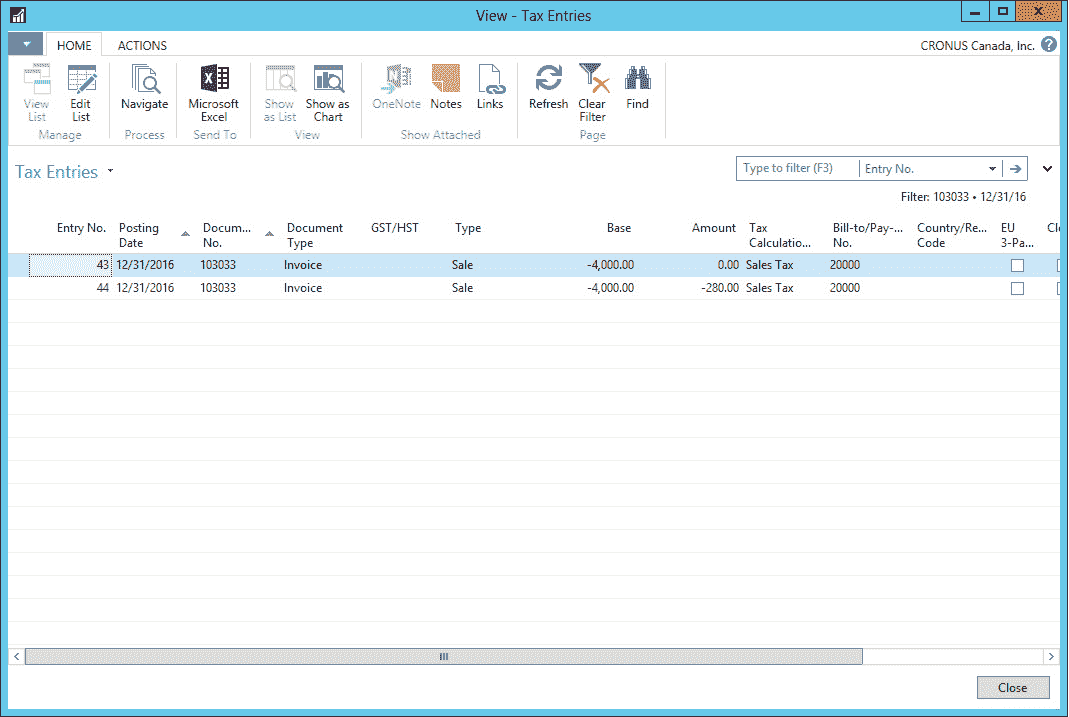 View - Tax Entries
HOME ACTIONS CRONUS Canada, Inc.
View List
Edit List
Navigate
Microsoft Excel
Show as List
Show as Chart
OneNote
Notes
Links
Refresh
Clear Filter
Find
Manage Process Send To View Show Attached Page
Tax Entries
Type to filter (F3) Entry No.
Filter: 103033 • 12/31/16
Entry No. Posting Date Docum... No. Document Type GST/HST Type Base Amount Tax Calculatio... Bill-to/Pay-... No. Country/Re... Code EU 3-Pa... Clo
43 12/31/2016 103033 Invoice Sale -4,000.00 0.00 Sales Tax 20000
44 12/31/2016 103033 Invoice Sale -4,000.00 -280.00 Sales Tax 20000
Close